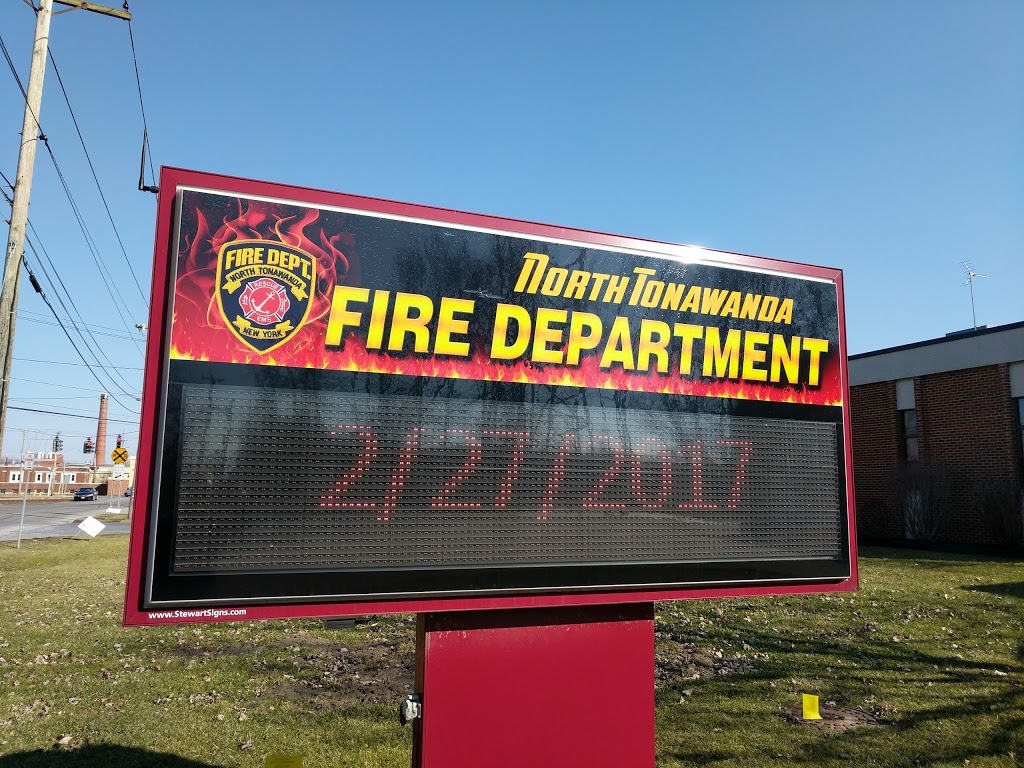 FIRE DEPT.
NORTH TONAWANDA
RESCUE
EMS
NEW YORK
NORTH TONAWANDA
FIRE DEPARTMENT
2/27/2017
www.StewartSigns.com